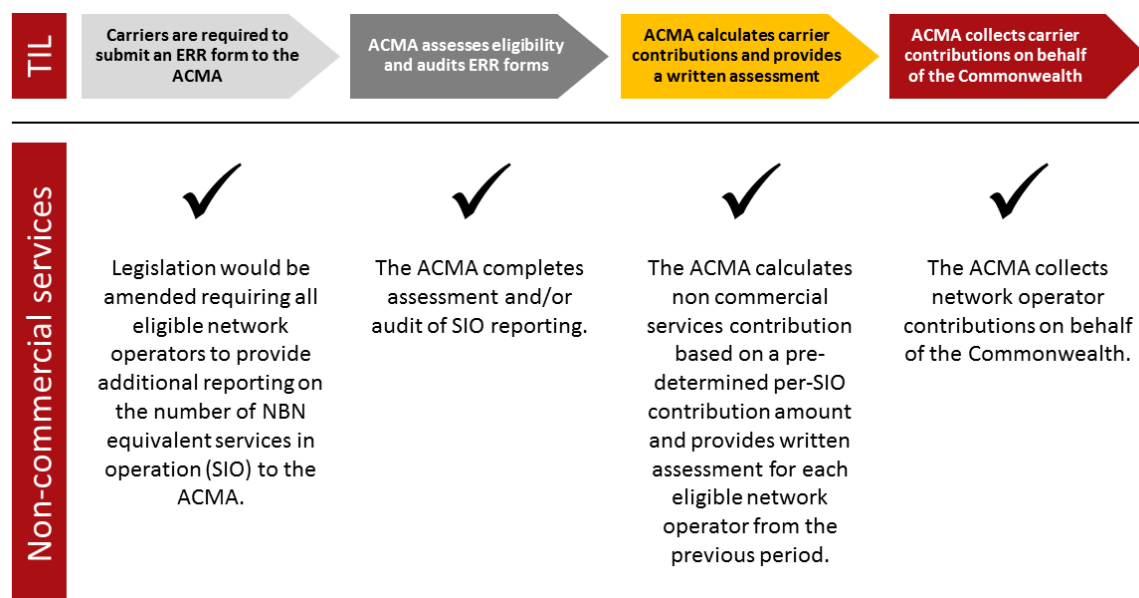 TIL
Carriers are required to
submit an ERR form to the
ACMA
ACMA assesses eligibility
and audits ERR forms
ACMA calculates carrier
contributions and provides
a written assessment
ACMA collects carrier
contributions on behalf
of the Commonwealth
Non-commercial services
Legislation would be
amended requiring all
eligible network
operators to provide
additional reporting on
the number of NBN
equivalent services in
operation (SIO) to the
ACMA.
The ACMA completes
assessment and/or
audit of SIO reporting.
The ACMA calculates
non commercial
services contribution
based on a pre-
determined per-SIO
contribution amount
and provides written
assessment for each
eligible network
operator from the
previous period.
The ACMA collects
network operator
contributions on behalf
of the Commonwealth.